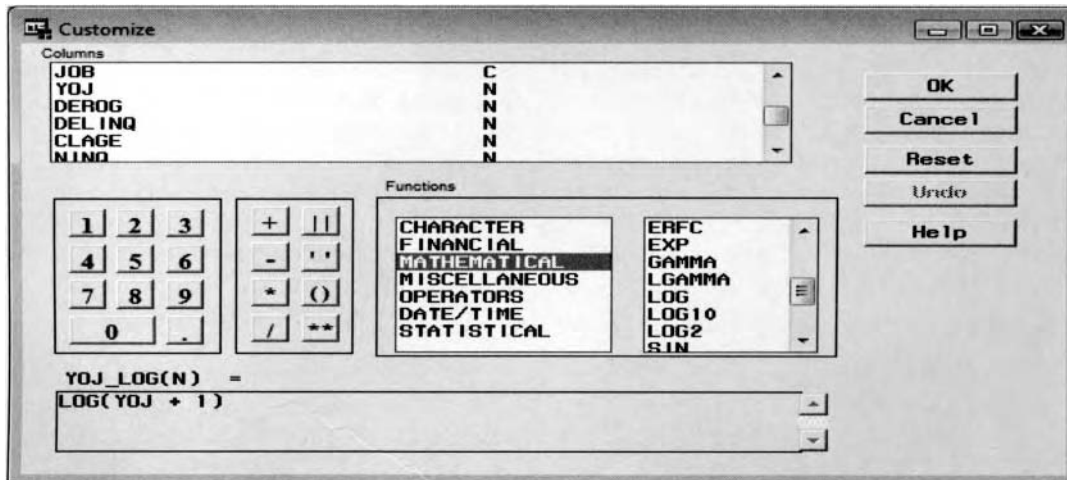 Customize
Columns
JOB C
YOJ N
DEROG N
DELINQ N
CLAGE N
NINQ N
OK
Cancel
Reset
Undo
Help
Functions
1 2 3
4 5 6
7 8 9
0 .
+ ||
- ''
* ()
/ **
CHARACTER
FINANCIAL
MATHEMATICAL
MISCELLANEOUS
OPERATORS
DATE/TIME
STATISTICAL
ERFC
EXP
GAMMA
LGAMMA
LOG
LOG10
LOG2
SIN
YOJ_LOG(N) =
LOG(YOJ + 1)